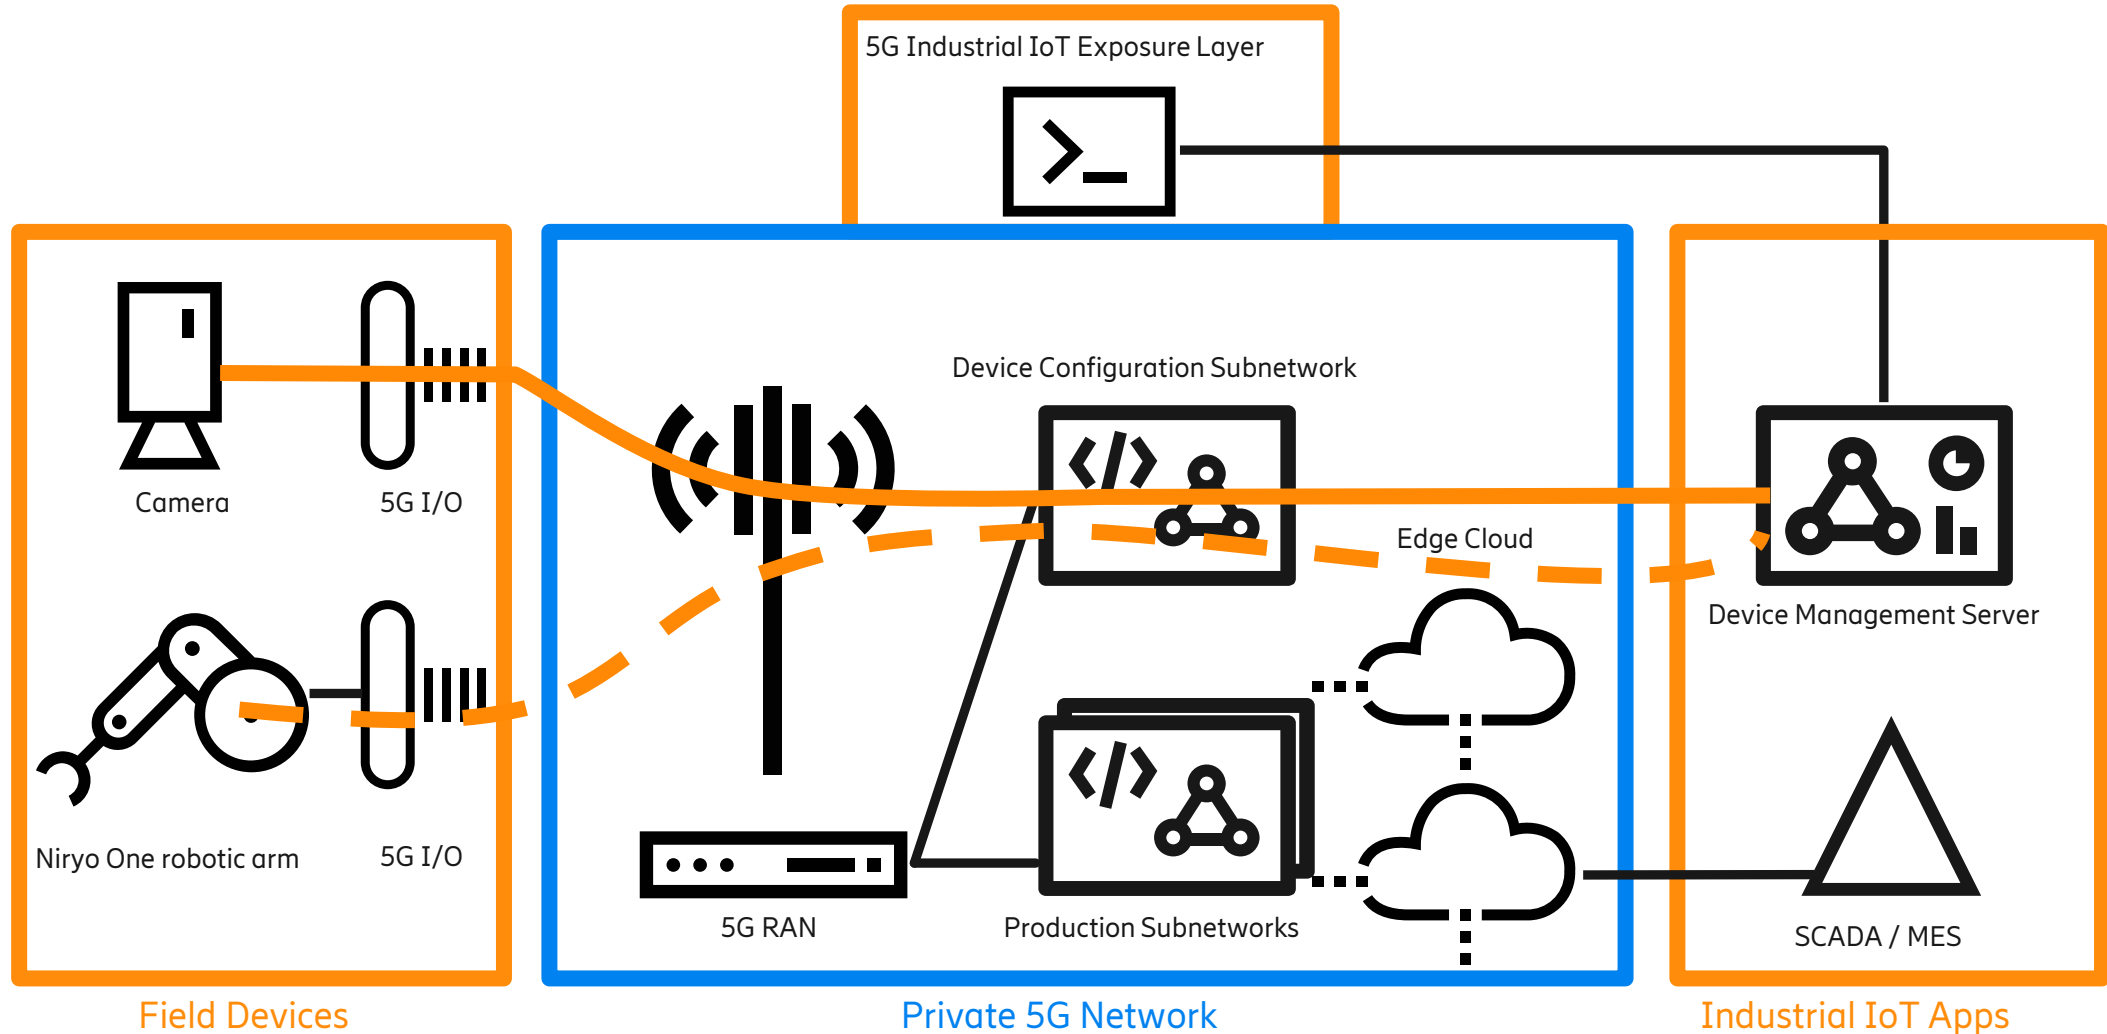 5G Industrial IoT Exposure Layer
Device Configuration Subnetwork
Camera
5G I/O
Edge Cloud
Device Management Server
Niryo One robotic arm
5G I/O
5G RAN
Production Subnetworks
SCADA / MES
Field Devices
Private 5G Network
Industrial IoT Apps